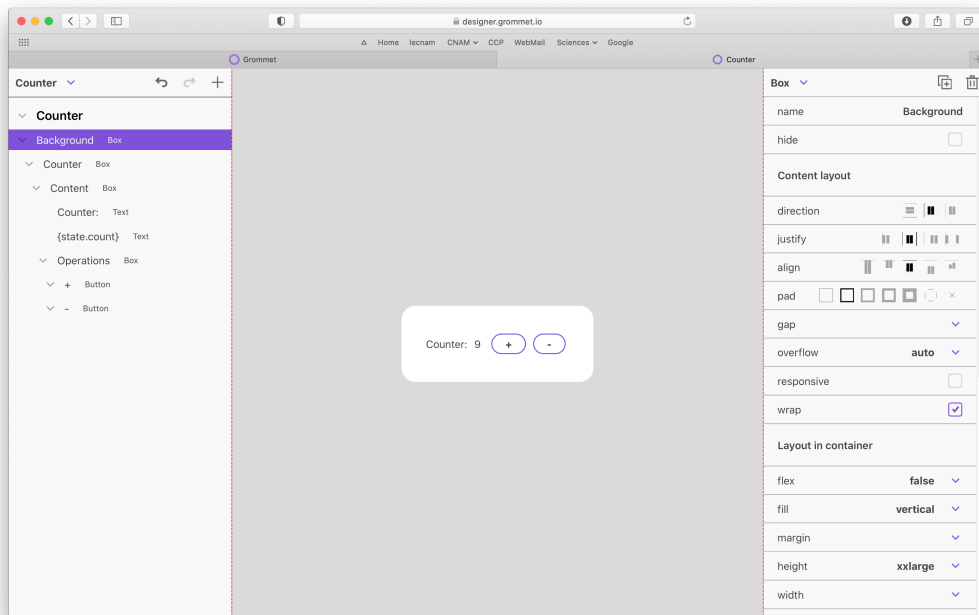 designer.grommet.io
Home lecnam CNAM CCP WebMail Sciences Google
Grommet
Counter
Counter
Counter
Background Box
Counter Box
Content Box
Counter: Text
{state.count} Text
Operations Box
+ Button
- Button
Counter: 9 + -
Box
name Background
hide
Content layout
direction
justify
align
pad
gap
overflow auto
responsive
wrap
Layout in container
flex false
fill vertical
margin
height xxlarge
width